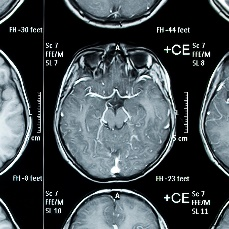 FH -30 feet
FH -44 feet
Sc 7
FFE/M
SL 7
A
+CE
Sc 7
FFE/M
SL 8
5 cm
FH -8 feet
FH -23 feet
Sc 7
FFE/M
SL 10
A
+CE
Sc 7
FFE/M
SL 11